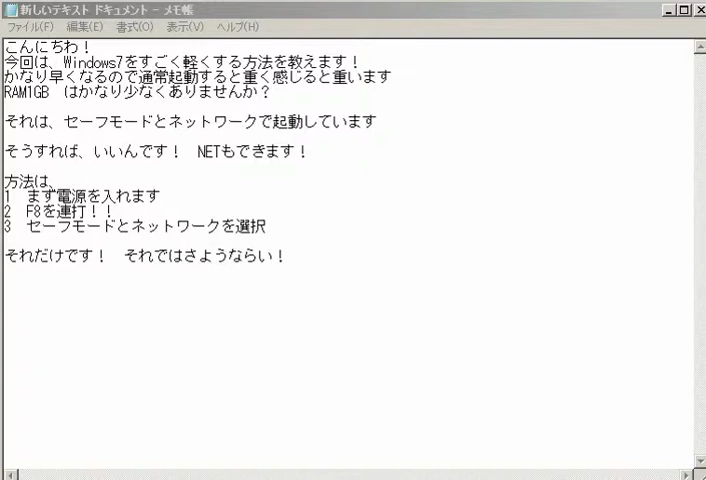 新しいテキスト ドキュメント - メモ帳
ファイル(F) 編集(E) 書式(O) 表示(V) ヘルプ(H)
こんにちわ！
今回は、Windows7をすごく軽くする方法を教えます！
かなり早くなるので通常起動すると重く感じると重います
RAM1GB　はかなり少なくありませんか？
それは、セーフモードとネットワークで起動しています
そうすれば、いいんです！　NETもできます！
方法は、
1　まず電源を入れます
2　F8を連打！！
3　セーフモードとネットワークを選択
それだけです！　それではさようならい！